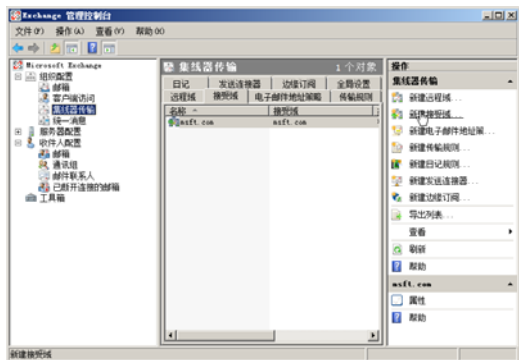 Exchange 管理控制台
文件(F) 操作(A) 查看(V) 帮助(H)
Microsoft Exchange
组织配置
邮箱
客户端访问
集线器传输
统一消息
服务器配置
收件人配置
邮箱
通讯组
邮件联系人
已断开连接的邮箱
工具箱
集线器传输 1 个对象
日记 发送连接器 边缘订阅 全局设置
远程域 接受域 电子邮件地址策略 传输规则
名称 接受域
msft.com msft.com
操作
集线器传输
新建远程域...
新建接受域...
新建电子邮件地址策...
新建传输规则...
新建日记规则...
新建发送连接器...
新建边缘订阅...
导出列表...
查看
刷新
帮助
msft.com
属性
帮助
新建接受域